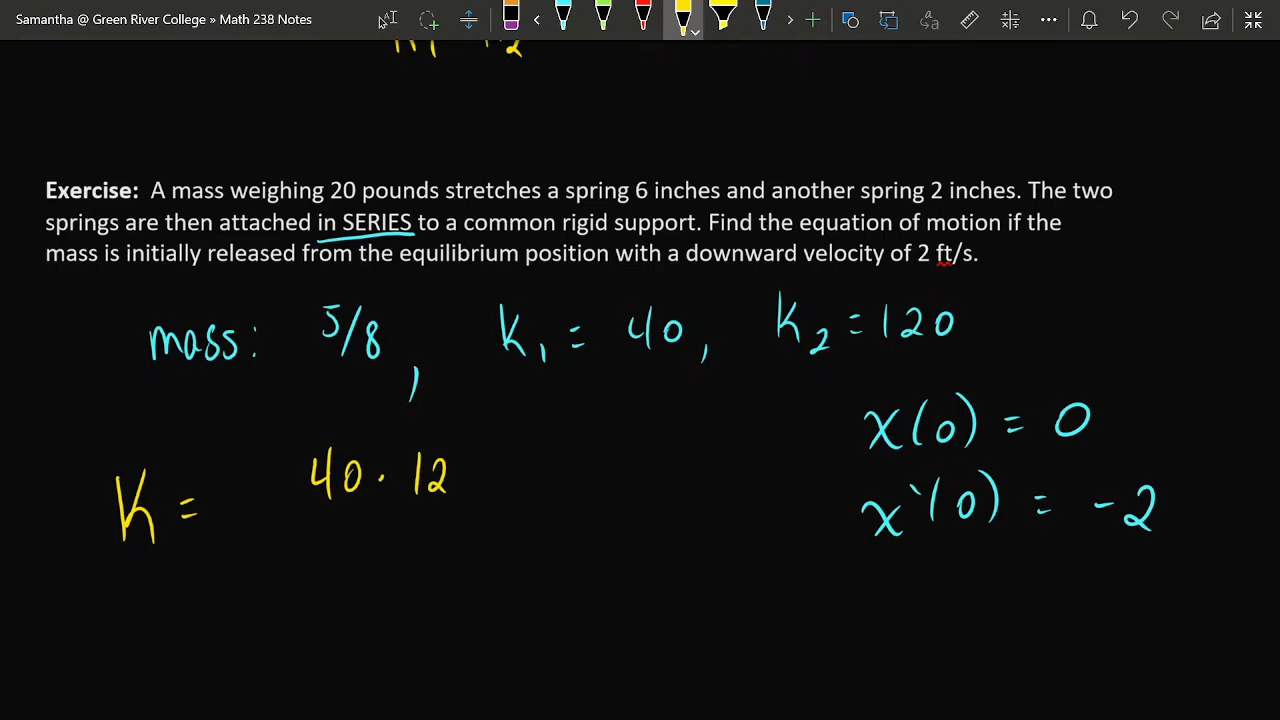 Samantha @ Green River College » Math 238 Notes
Exercise: A mass weighing 20 pounds stretches a spring 6 inches and another spring 2 inches. The two
springs are then attached in SERIES to a common rigid support. Find the equation of motion if the
mass is initially released from the equilibrium position with a downward velocity of 2 ft/s.
mass: 5/8, K₁ = 40, K₂ = 120
x(0) = 0
K = 40 · 12
x'(0) = -2